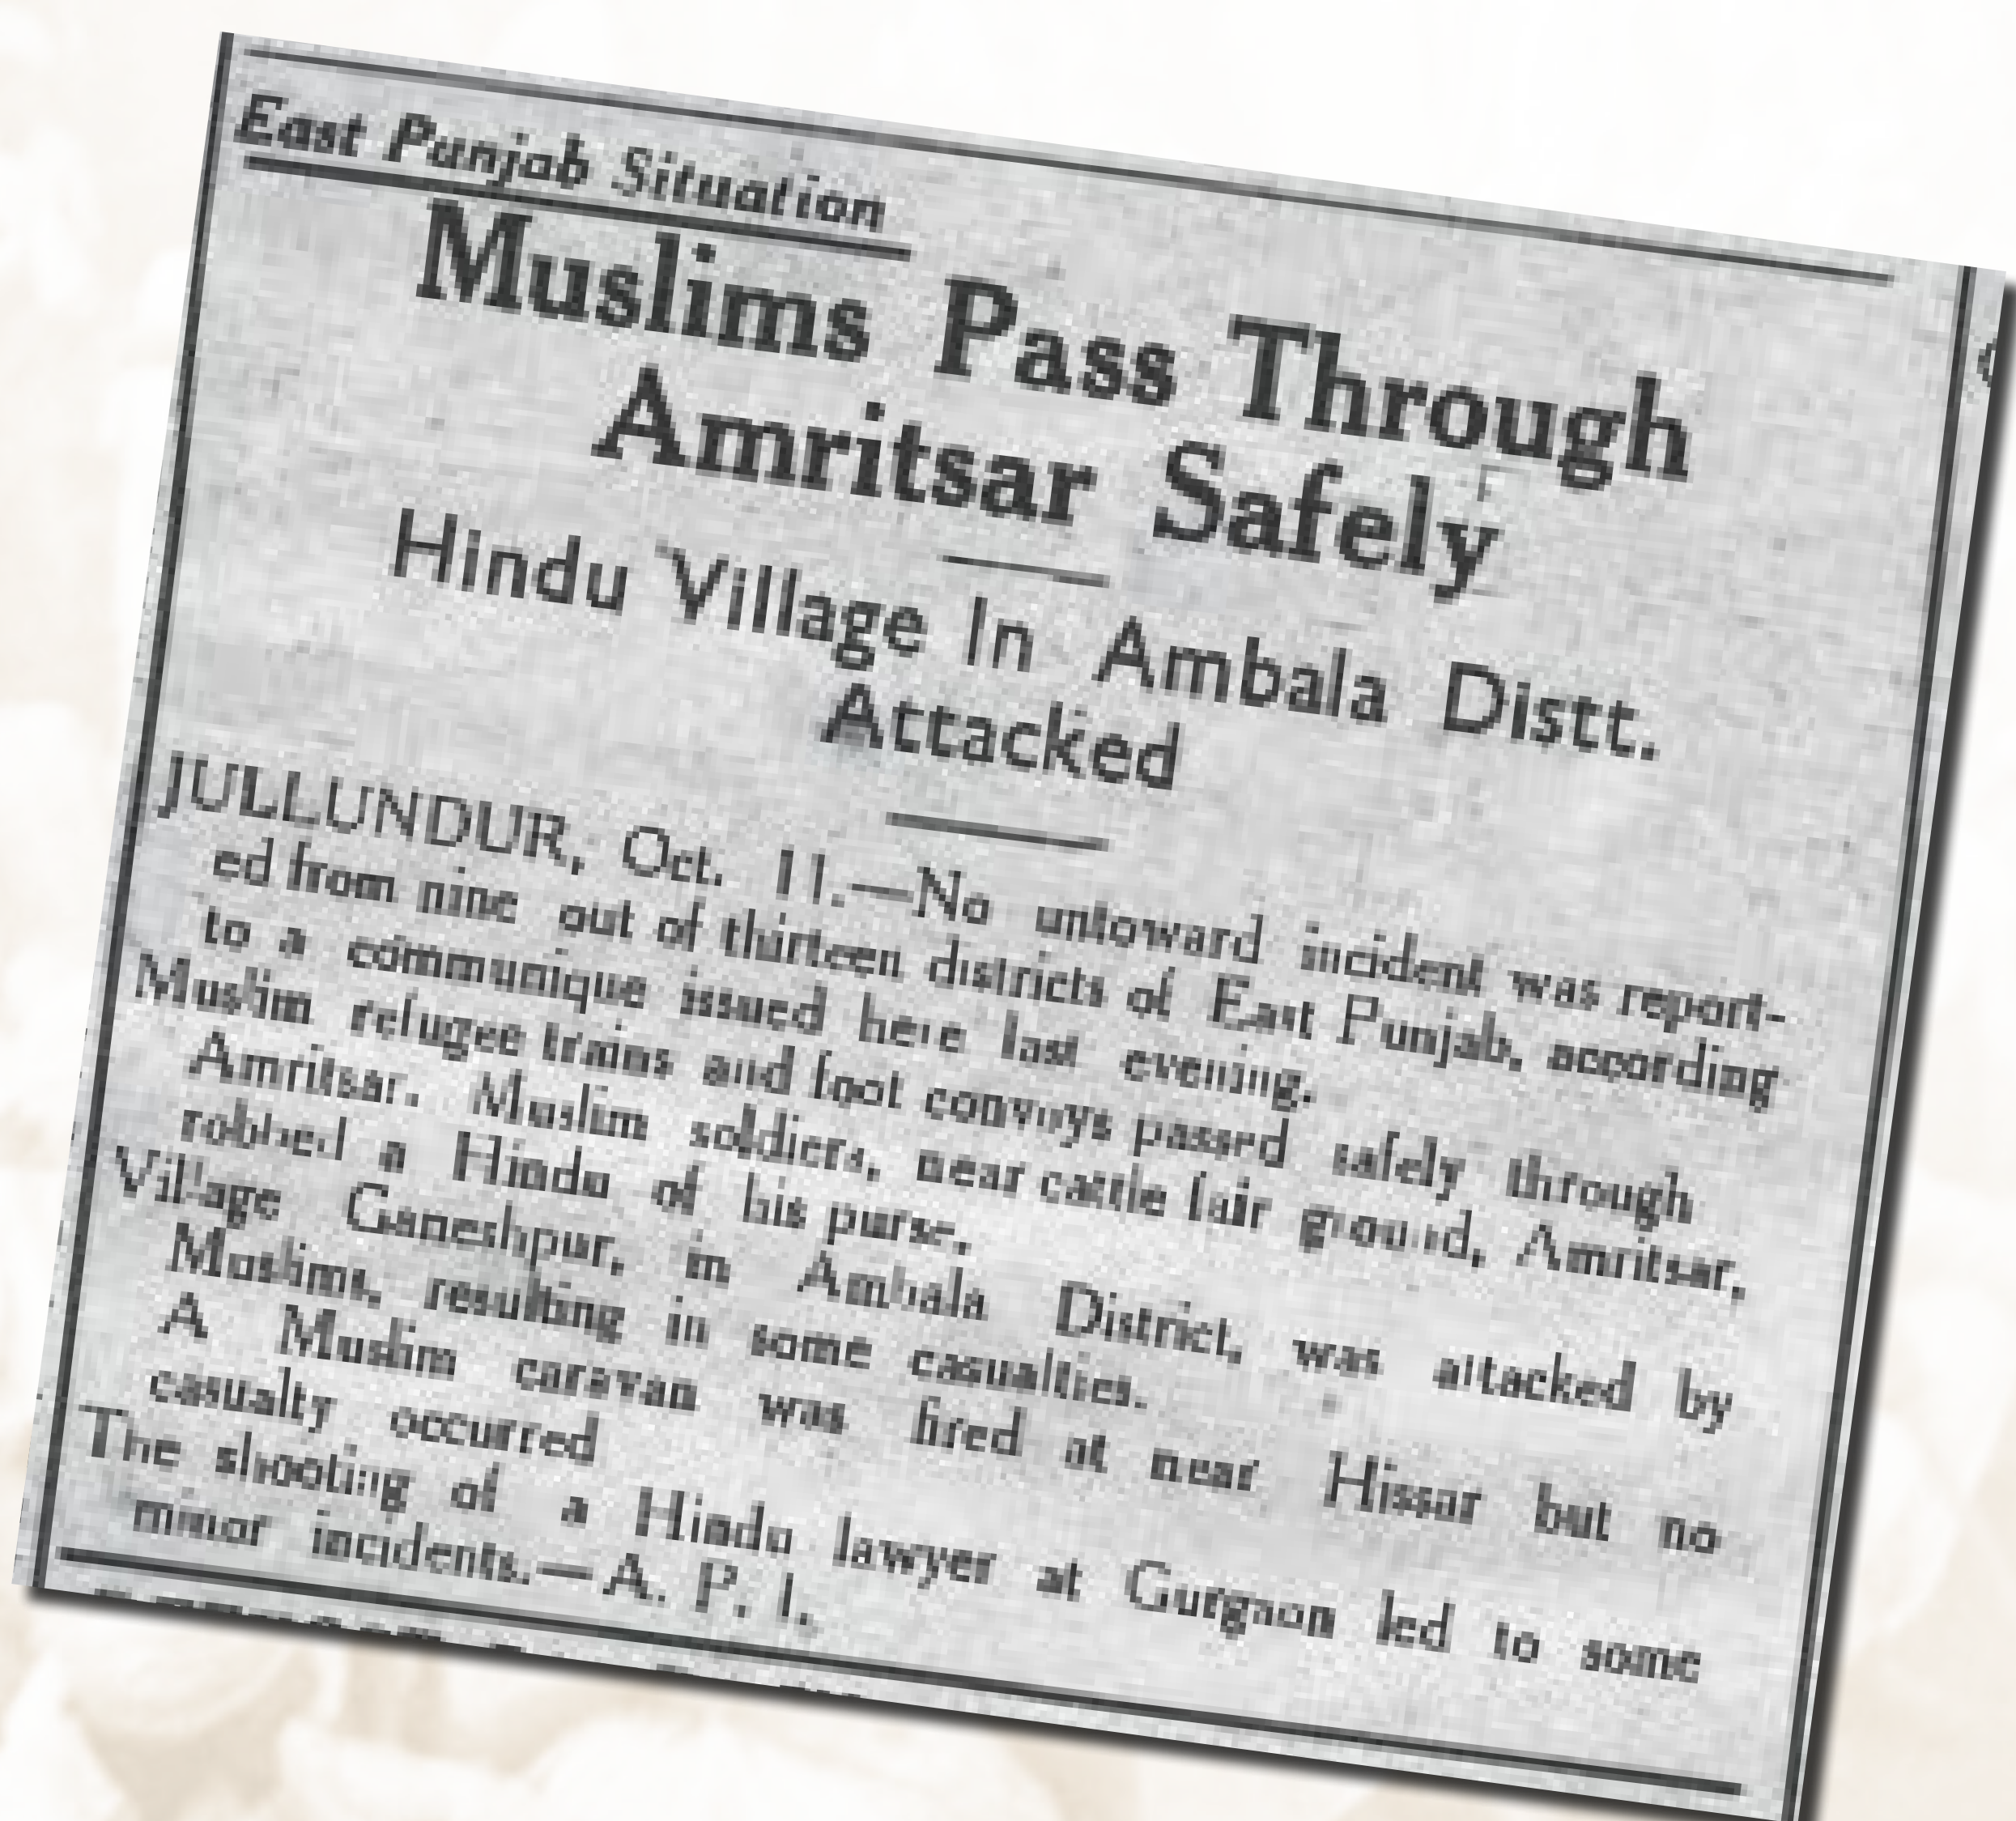 East Punjab Situation
Muslims Pass Through
Amritsar Safely
Hindu Village In Ambala Distt.
Attacked
JULLUNDUR, Oct. 11.—No untoward incident was report-
ed from nine out of thirteen districts of East Punjab, according
to a communique issued here last evening.
Muslim refugee trains and foot convoys passed safely through
Amritsar. Muslim soldiers, near cattle fair ground, Amritsar,
robbed a Hindu of his purse.
Village Ganeshpur, in Ambala District, was attacked by
Muslims, resulting in some casualties.
A Muslim caravan was fired at near Hissar but no
casualty occurred
The shooting of a Hindu lawyer at Gurgaon led to some
minor incidents.—A. P. I.